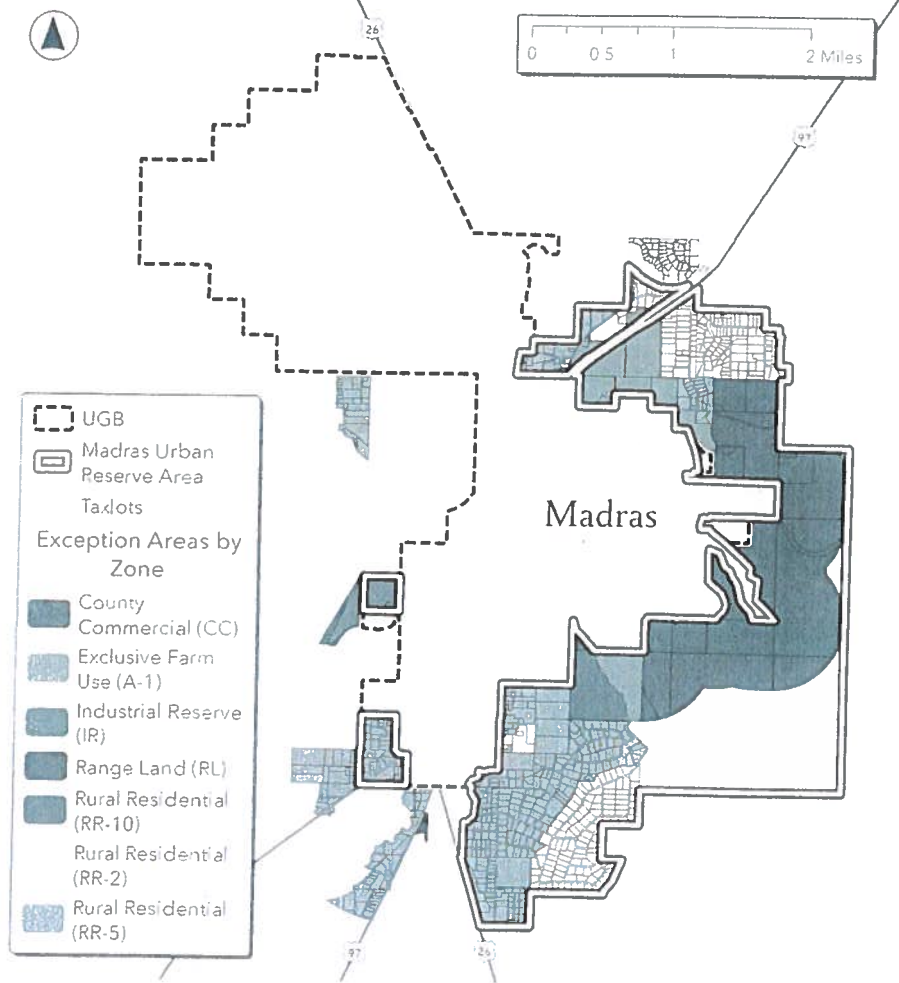 26
0 0 5 1 2 Miles
97
Madras
UGB
Madras Urban
Reserve Area
Taxlots
Exception Areas by
Zone
County
Commercial (CC)
Exclusive Farm
Use (A-1)
Industrial Reserve
(IR)
Range Land (RL)
Rural Residential
(RR-10)
Rural Residential
(RR-2)
Rural Residential
(RR-5)
97
26